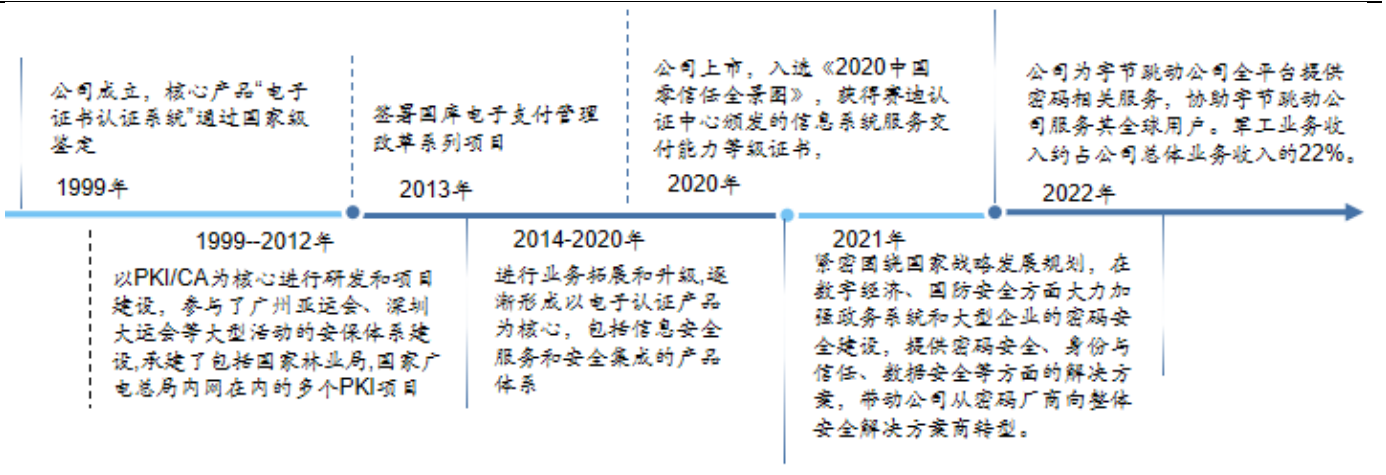 公司成立，核心产品“电子
证书认证系统”通过国家级
鉴定
1999年
签署国库电子支付管理
改革系列项目
2013年
公司上市，入选《2020中国
零信任全景图》，获得赛迪认
证中心颁发的信息系统服务交
付能力等级证书，
2020年
公司为字节跳动公司全平台提供
密码相关服务，协助字节跳动公
司服务其全球用户。军工业务收
入约占公司总体业务收入的22%。
2022年
1999--2012年
以PKI/CA为核心进行研发和项目
建设，参与了广州亚运会、深圳
大运会等大型活动的安保体系建
设,承建了包括国家林业局,国家广
电总局内网在内的多个PKI项目
2014-2020年
进行业务拓展和升级,逐
渐形成以电子认证产品
为核心，包括信息安全
服务和安全集成的产品
体系
2021年
紧密围绕国家战略发展规划，在
数字经济、国防安全方面大力加
强政务系统和大型企业的密码安
全建设，提供密码安全、身份与
信任、数据安全等方面的解决方
案，带动公司从密码厂商向整体
安全解决方案商转型。